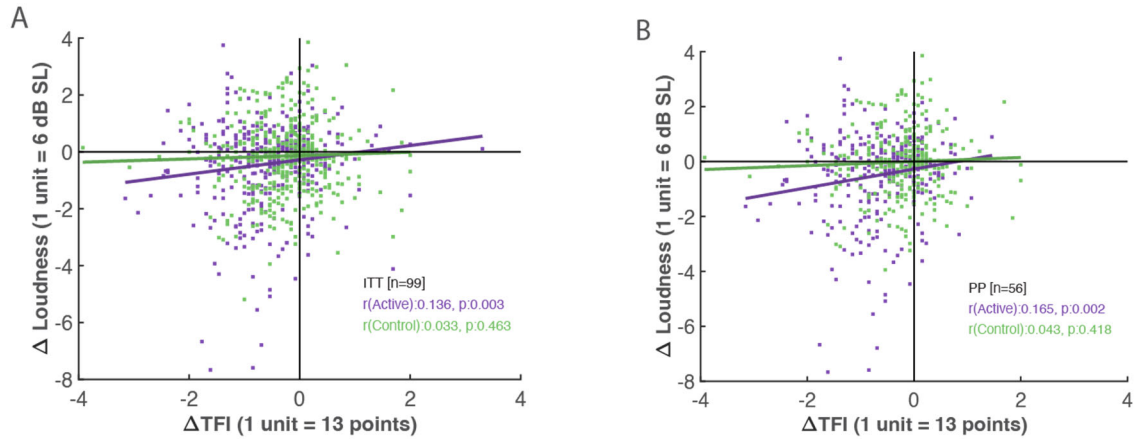 A
4
2
0
-2
-4
-6
-8
-4
-2
0
2
4
Δ Loudness (1 unit = 6 dB SL)
ΔTFI (1 unit = 13 points)
ITT [n=99]
r(Active):0.136, p:0.003
r(Control):0.033, p:0.463
B
4
2
0
-2
-4
-6
-8
-4
-2
0
2
4
Δ Loudness (1 unit = 6 dB SL)
ΔTFI (1 unit = 13 points)
PP [n=56]
r(Active):0.165, p:0.002
r(Control):0.043, p:0.418